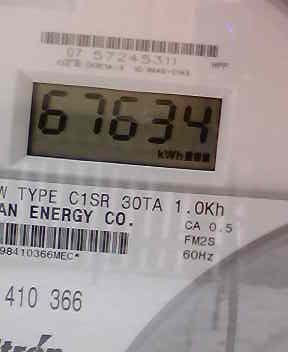 07 57245311
67634
kWh
W TYPE C1SR 30TA 1.0Kh
AN ENERGY CO.
CA 0.5
FM2S
98410366MEC*
60Hz
410 366
trón